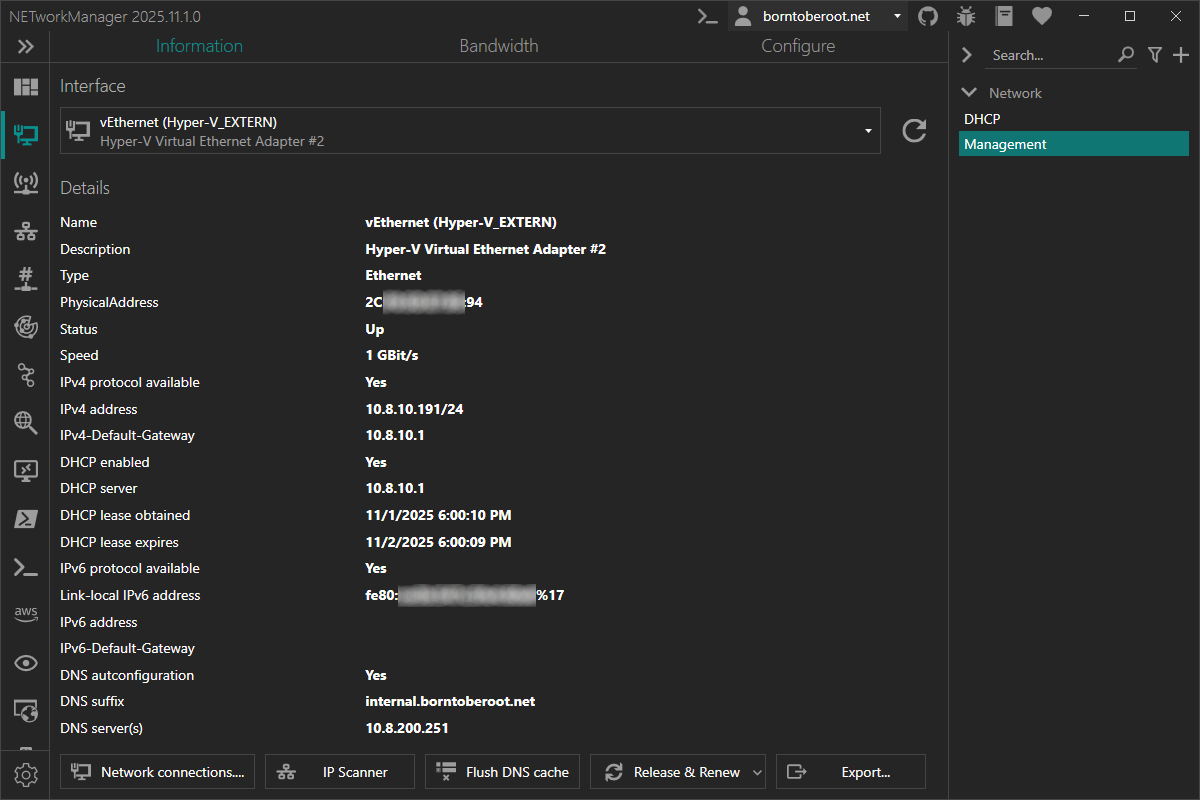 NETworkManager 2025.11.1.0
borntoberoot.net
Information Bandwidth Configure
Search...
Interface
vEthernet (Hyper-V_EXTERN)
Hyper-V Virtual Ethernet Adapter #2
Network
DHCP
Management
Details
Name vEthernet (Hyper-V_EXTERN)
Description Hyper-V Virtual Ethernet Adapter #2
Type Ethernet
PhysicalAddress 2C :94
Status Up
Speed 1 GBit/s
IPv4 protocol available Yes
IPv4 address 10.8.10.191/24
IPv4-Default-Gateway 10.8.10.1
DHCP enabled Yes
DHCP server 10.8.10.1
DHCP lease obtained 11/1/2025 6:00:10 PM
DHCP lease expires 11/2/2025 6:00:09 PM
IPv6 protocol available Yes
Link-local IPv6 address fe80: %17
IPv6 address
IPv6-Default-Gateway
DNS autconfiguration Yes
DNS suffix internal.borntoberoot.net
DNS server(s) 10.8.200.251
aws
Network connections.... IP Scanner Flush DNS cache Release & Renew Export...